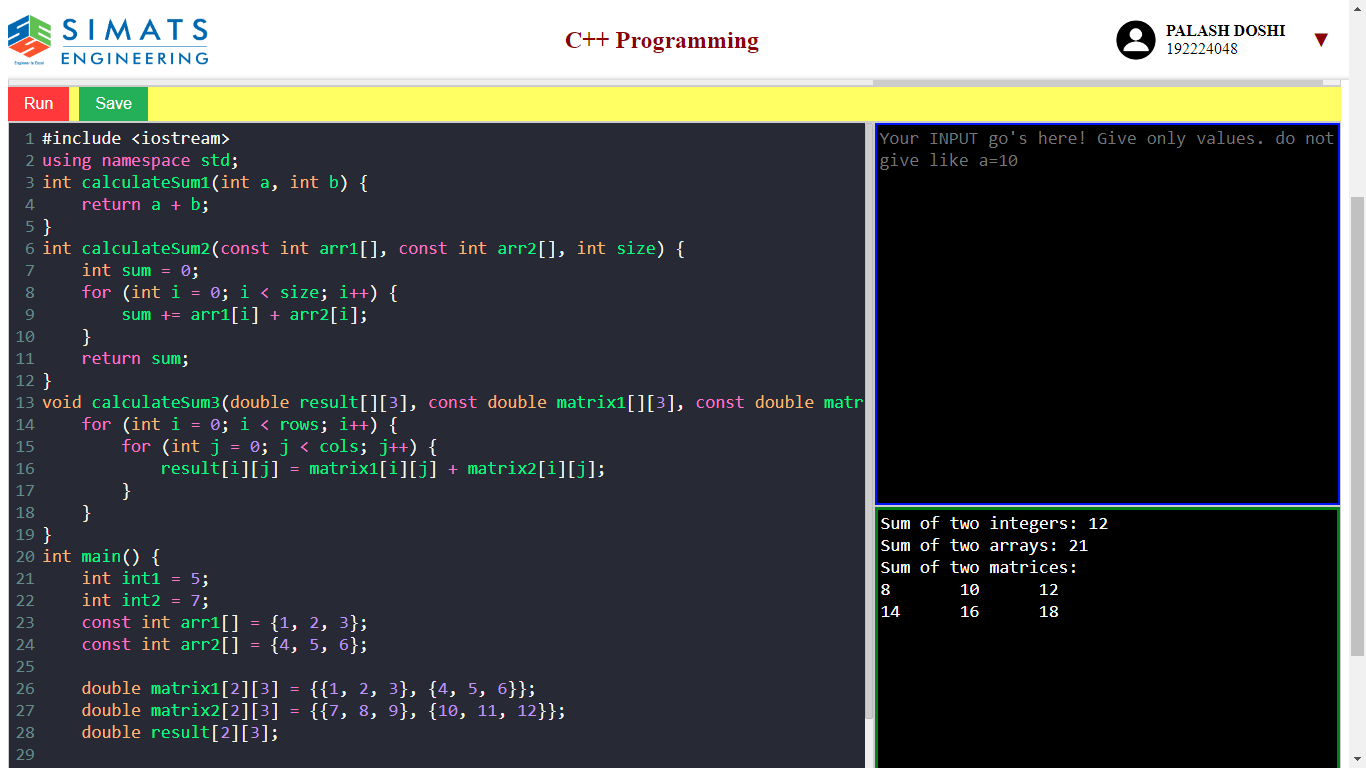 SIMATS
ENGINEERING
Engineer to Excel
C++ Programming
PALASH DOSHI
192224048
▼
Run Save
1 #include <iostream>
2 using namespace std;
3 int calculateSum1(int a, int b) {
4     return a + b;
5 }
6 int calculateSum2(const int arr1[], const int arr2[], int size) {
7     int sum = 0;
8     for (int i = 0; i < size; i++) {
9         sum += arr1[i] + arr2[i];
10     }
11     return sum;
12 }
13 void calculateSum3(double result[][3], const double matrix1[][3], const double matr
14     for (int i = 0; i < rows; i++) {
15         for (int j = 0; j < cols; j++) {
16             result[i][j] = matrix1[i][j] + matrix2[i][j];
17         }
18     }
19 }
20 int main() {
21     int int1 = 5;
22     int int2 = 7;
23     const int arr1[] = {1, 2, 3};
24     const int arr2[] = {4, 5, 6};
25
26     double matrix1[2][3] = {{1, 2, 3}, {4, 5, 6}};
27     double matrix2[2][3] = {{7, 8, 9}, {10, 11, 12}};
28     double result[2][3];
29
Your INPUT go's here! Give only values. do not
give like a=10
Sum of two integers: 12
Sum of two arrays: 21
Sum of two matrices:
8       10      12
14      16      18